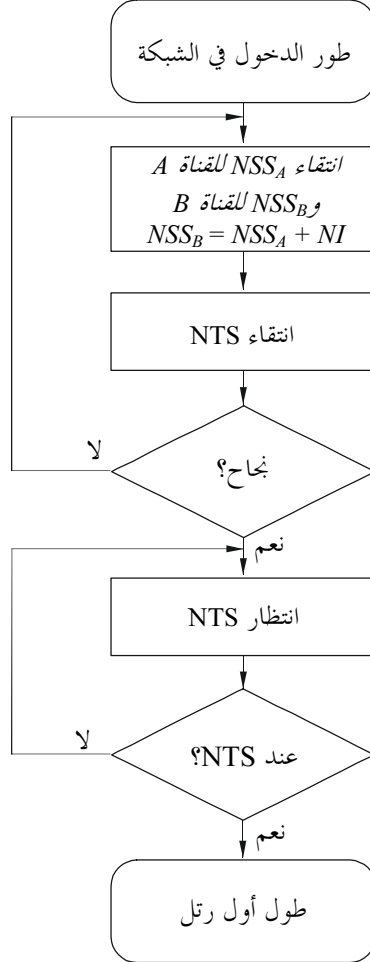 طور الدخول في الشبكة
انتقاء NSS_A للقناة A
وNSS_B للقناة B
NSS_B = NSS_A + NI
انتقاء NTS
نجاح؟
لا
نعم
انتظار NTS
عند NTS؟
لا
نعم
طول أول رتل